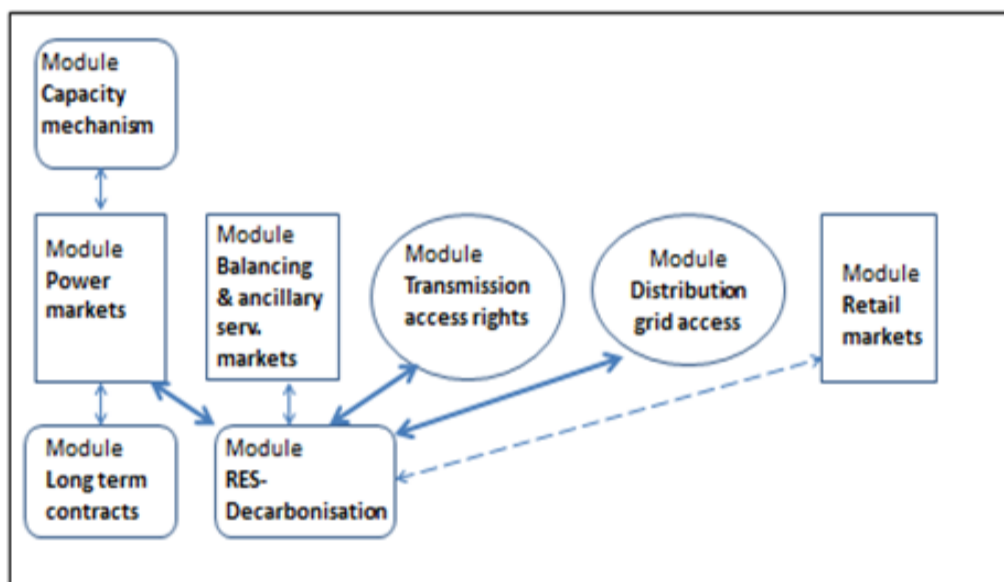 Module
Capacity
mechanism
Module
Power
markets
Module
Balancing
& ancillary
serv.
markets
Module
Transmission
access rights
Module
Distribution
grid access
Module
Retail
markets
Module
Long term
contracts
Module
RES-
Decarbonisation